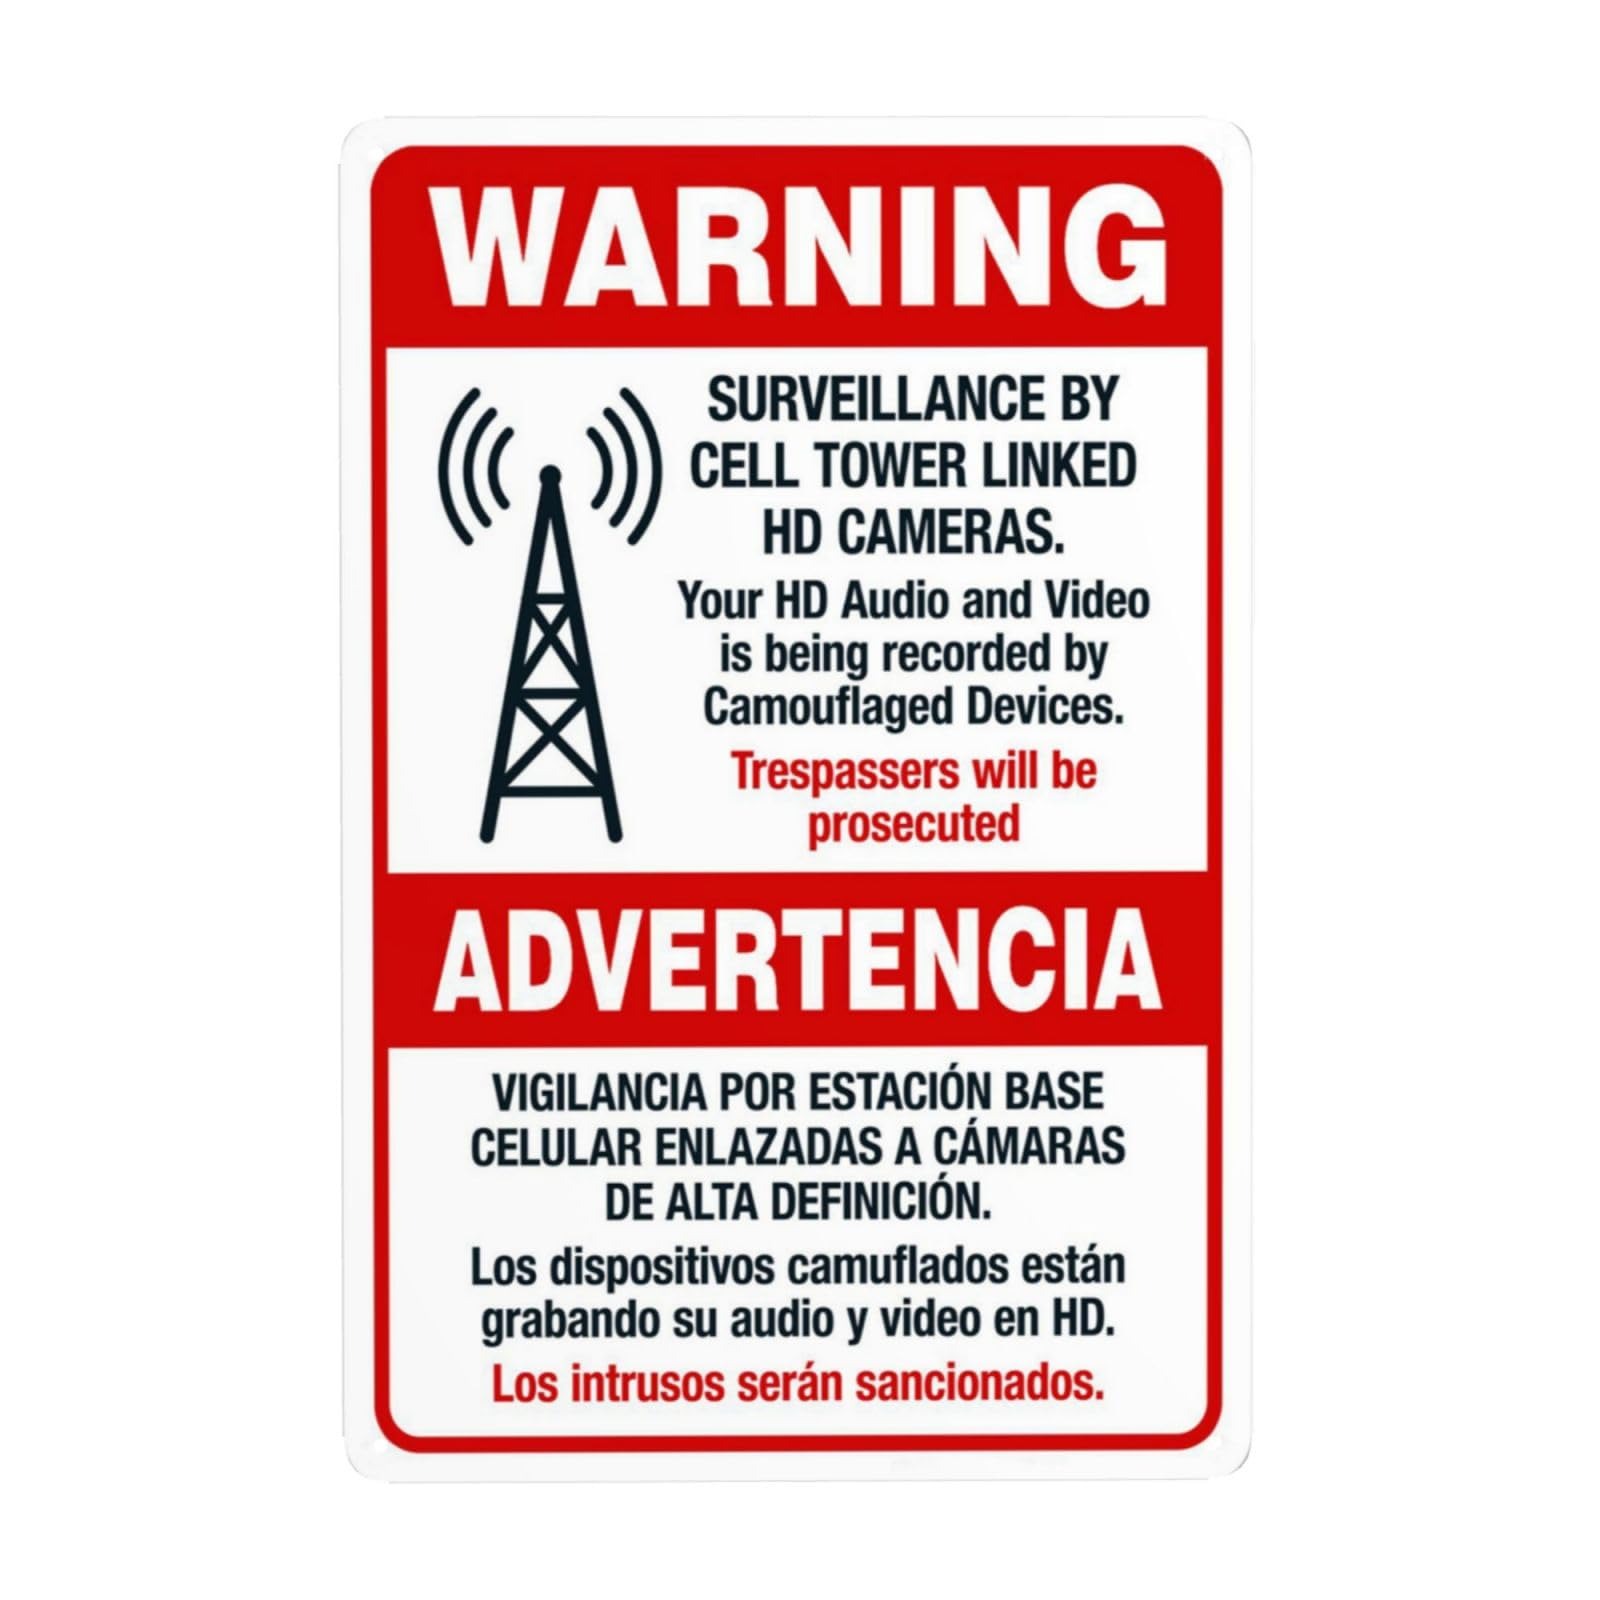 WARNING
SURVEILLANCE BY
CELL TOWER LINKED
HD CAMERAS.
Your HD Audio and Video
is being recorded by
Camouflaged Devices.
Trespassers will be
prosecuted
ADVERTENCIA
VIGILANCIA POR ESTACIÓN BASE
CELULAR ENLAZADAS A CÁMARAS
DE ALTA DEFINICIÓN.
Los dispositivos camuflados están
grabando su audio y video en HD.
Los intrusos serán sancionados.